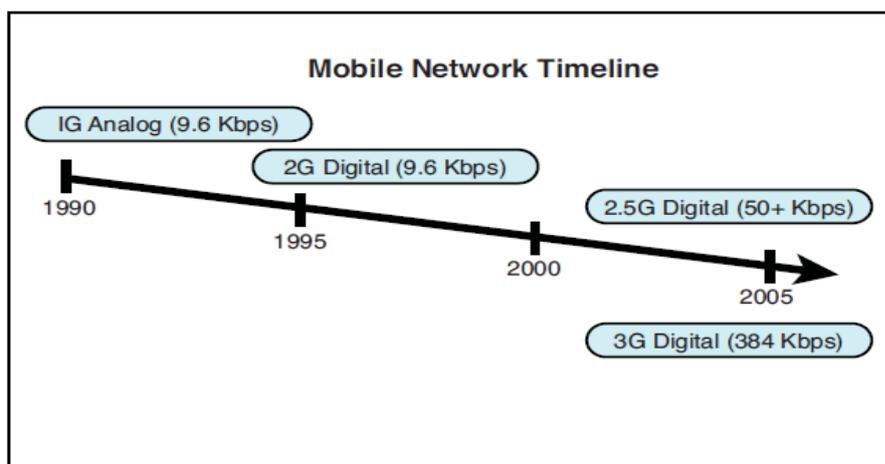 Mobile Network Timeline
IG Analog (9.6 Kbps)
2G Digital (9.6 Kbps)
1990
2.5G Digital (50+ Kbps)
1995
2000
2005
3G Digital (384 Kbps)